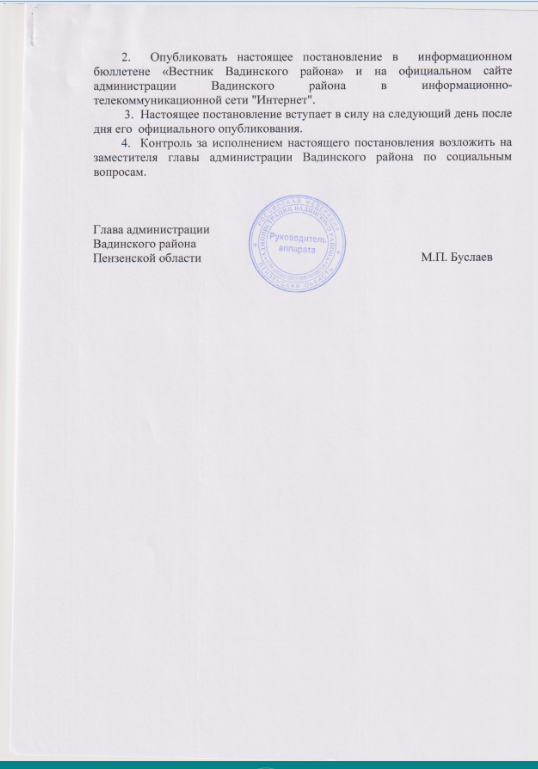 2. Опубликовать настоящее постановление в информационном
бюллетене «Вестник Вадинского района» и на официальном сайте
администрации Вадинского района в информационно-
телекоммуникационной сети "Интернет".
3. Настоящее постановление вступает в силу на следующий день после
дня его официального опубликования.
4. Контроль за исполнением настоящего постановления возложить на
заместителя главы администрации Вадинского района по социальным
вопросам.
Глава администрации
Вадинского района
Пензенской области
М.П. Буслаев
Руководитель
аппарата